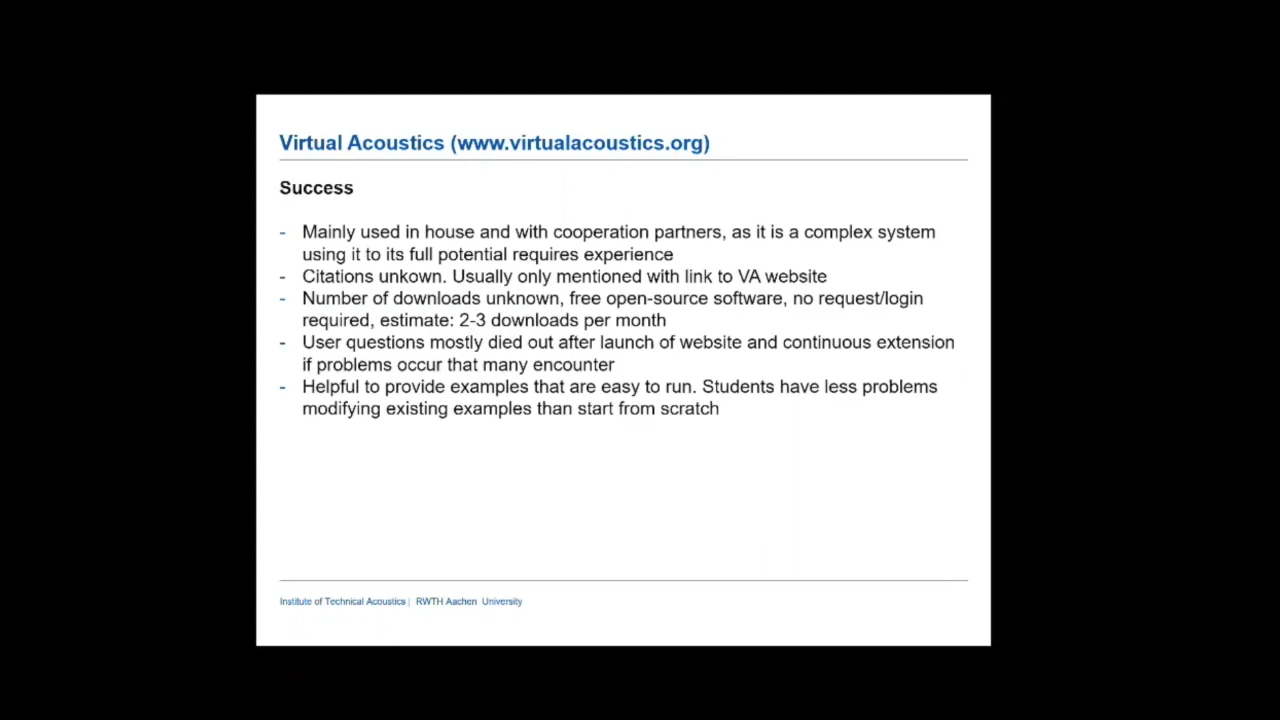 Virtual Acoustics (www.virtualacoustics.org)
Success
- Mainly used in house and with cooperation partners, as it is a complex system
using it to its full potential requires experience
- Citations unkown. Usually only mentioned with link to VA website
- Number of downloads unknown, free open-source software, no request/login
required, estimate: 2-3 downloads per month
- User questions mostly died out after launch of website and continuous extension
if problems occur that many encounter
- Helpful to provide examples that are easy to run. Students have less problems
modifying existing examples than start from scratch
Institute of Technical Acoustics | RWTH Aachen University